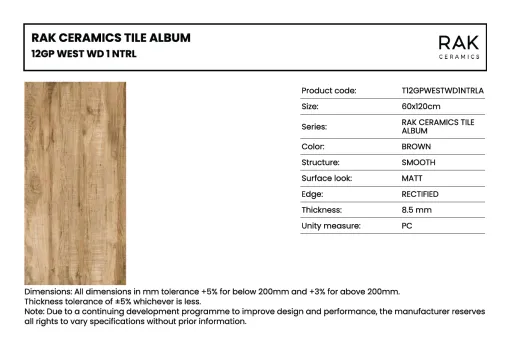 RAK CERAMICS TILE ALBUM
12GP WEST WD 1 NTRL
RAK
CERAMICS
Product code: T12GPWESTWD1NTRLA
Size: 60x120cm
Series: RAK CERAMICS TILE
ALBUM
Color: BROWN
Structure: SMOOTH
Surface look: MATT
Edge: RECTIFIED
Thickness: 8.5 mm
Unity measure: PC
Dimensions: All dimensions in mm tolerance +5% for below 200mm and +3% for above 200mm.
Thickness tolerance of ±5% whichever is less.
Note: Due to a continuing development programme to improve design and performance, the manufacturer reserves
all rights to vary specifications without prior information.